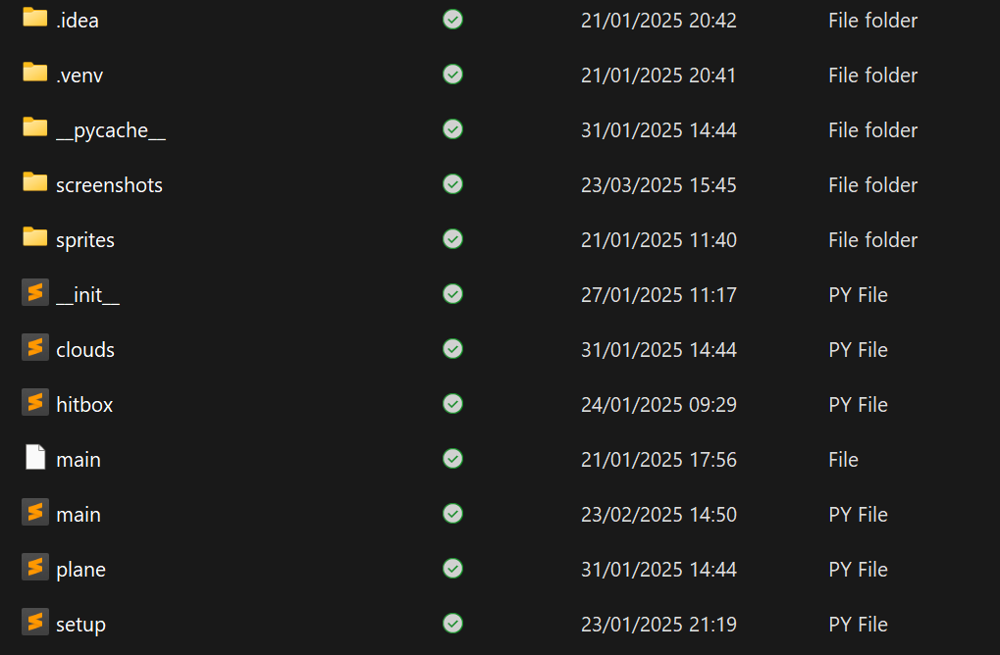 .idea 21/01/2025 20:42 File folder
.venv 21/01/2025 20:41 File folder
__pycache__ 31/01/2025 14:44 File folder
screenshots 23/03/2025 15:45 File folder
sprites 21/01/2025 11:40 File folder
__init__ 27/01/2025 11:17 PY File
clouds 31/01/2025 14:44 PY File
hitbox 24/01/2025 09:29 PY File
main 21/01/2025 17:56 File
main 23/02/2025 14:50 PY File
plane 31/01/2025 14:44 PY File
setup 23/01/2025 21:19 PY File